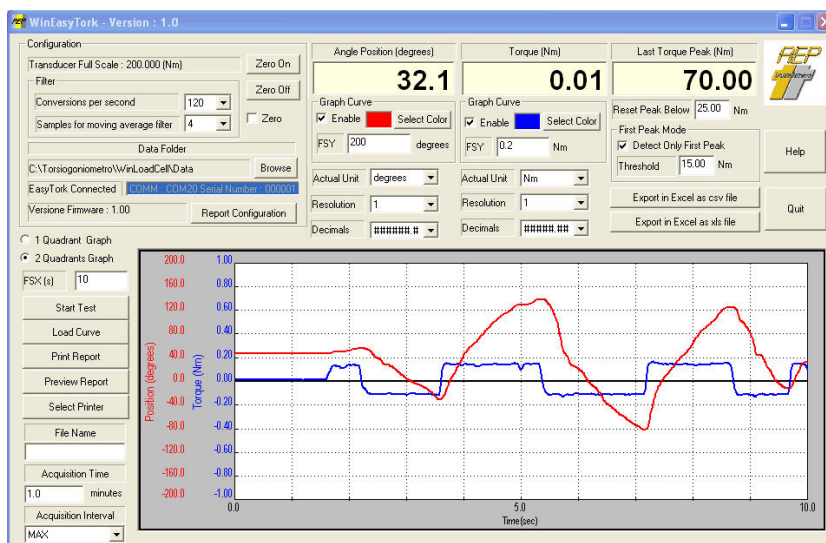 WinEasyTork - Version : 1.0
Configuration
Transducer Full Scale : 200.000 (Nm)
Zero On
Zero Off
Filter
Conversions per second 120
Samples for moving average filter 4
Zero
Data Folder
C:\Torsiogoniometro\WinLoadCell\Data Browse
EasyTork Connected COMM : COM20 Serial Number : 000001
Versione Firmware : 1.00 Report Configuration
Angle Position (degrees)
32.1
Graph Curve
Enable Select Color
FSY 200 degrees
Actual Unit degrees
Resolution 1
Decimals ######.#
Torque (Nm)
0.01
Graph Curve
Enable Select Color
FSY 0.2 Nm
Actual Unit Nm
Resolution 1
Decimals #####.##
Last Torque Peak (Nm)
70.00
Reset Peak Below 25.00 Nm
First Peak Mode
Detect Only First Peak
Threshold 15.00 Nm
Export in Excel as csv file
Export in Excel as xls file
AEP
transducers
Help
Quit
1 Quadrant Graph
2 Quadrants Graph
FSX (s) 10
Start Test
Load Curve
Print Report
Preview Report
Select Printer
File Name
Acquisition Time
1.0 minutes
Acquisition Interval
MAX
Position (degrees)
200.0
160.0
120.0
80.0
40.0
0.0
-40.0
-80.0
-120.0
-160.0
-200.0
Torque (Nm)
1.00
0.80
0.60
0.40
0.20
0.00
-0.20
-0.40
-0.60
-0.80
-1.00
0.0 5.0 10.0
Time(sec)